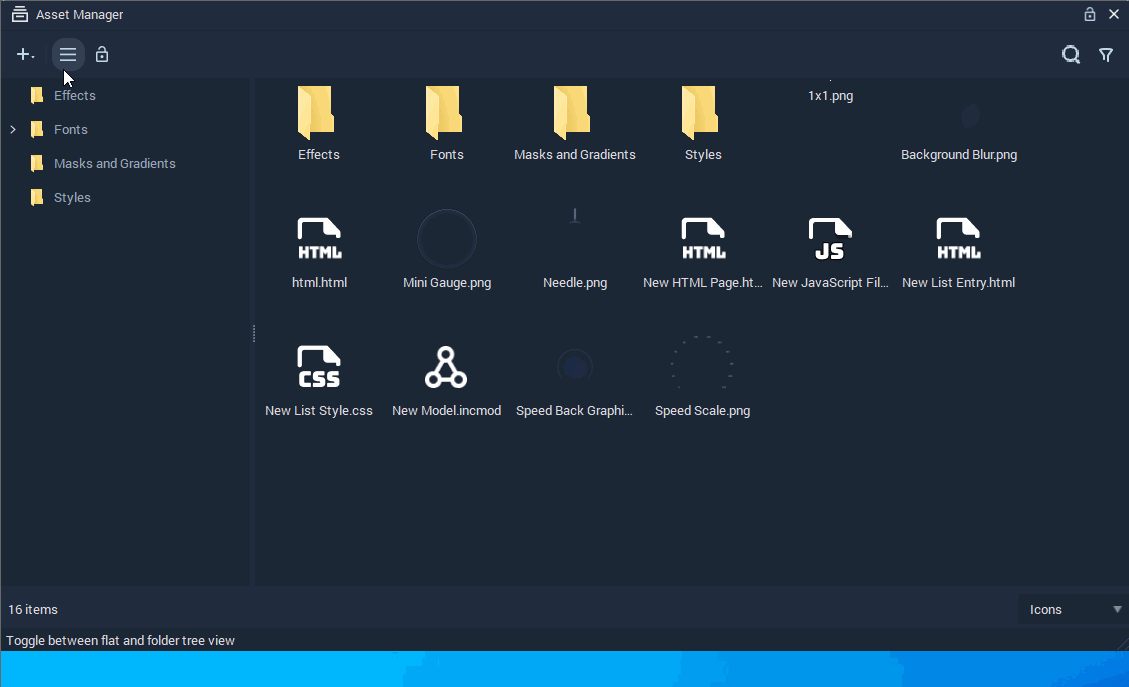 Asset Manager
Effects
Fonts
Masks and Gradients
Styles
Effects
Fonts
Masks and Gradients
Styles
1x1.png
Background Blur.png
HTML
html.html
Mini Gauge.png
Needle.png
HTML
New HTML Page.ht...
JS
New JavaScript Fil...
HTML
New List Entry.html
CSS
New List Style.css
New Model.incmod
Speed Back Graphi...
Speed Scale.png
16 items
Icons
Toggle between flat and folder tree view